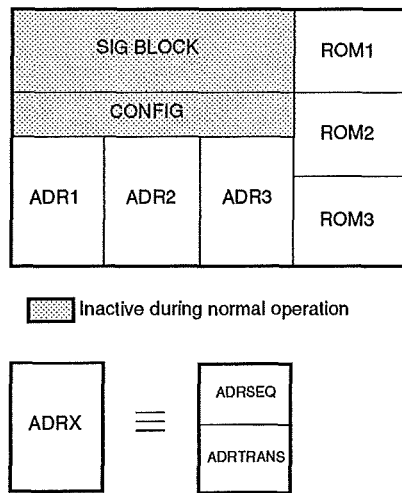 SIG BLOCK
ROM1
CONFIG
ROM2
ADR1
ADR2
ADR3
ROM3
Inactive during normal operation
ADRX
ADRSEQ
ADRTRANS